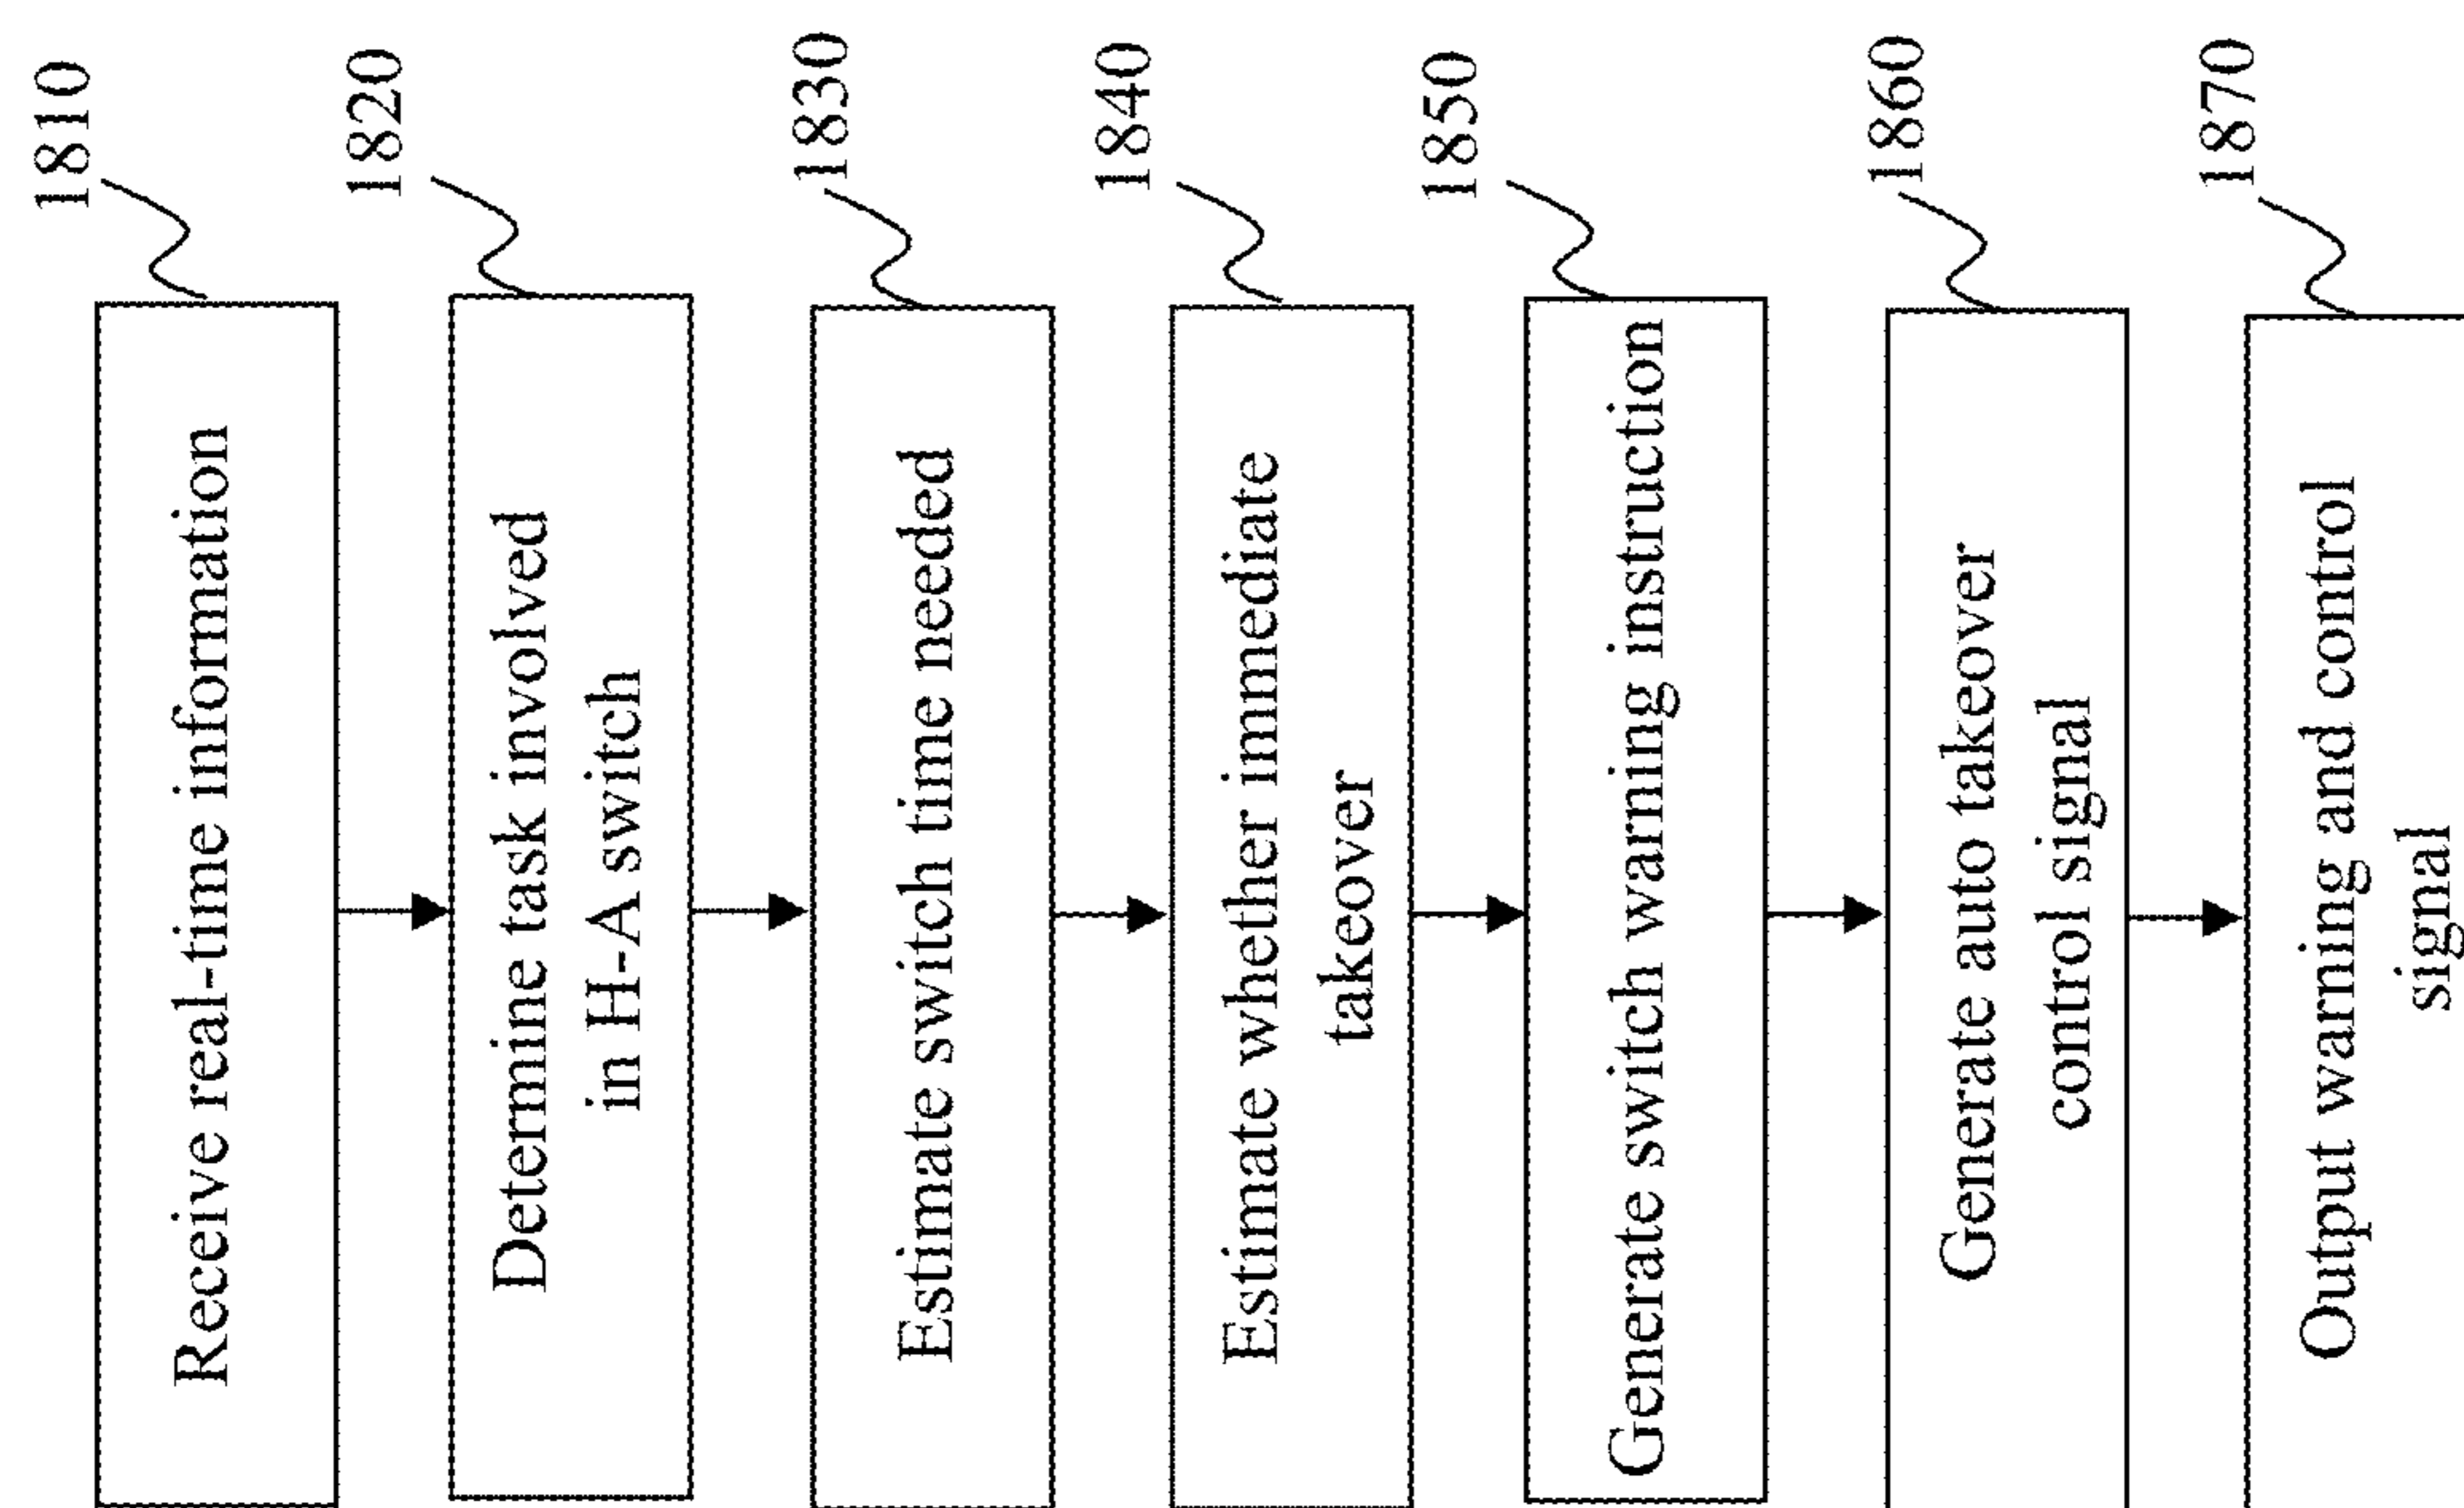 1810
Receive real-time information
1820
Determine task involved
in H-A switch
1830
Estimate switch time needed
1840
Estimate whether immediate
takeover
1850
Generate switch warning instruction
1860
Generate auto takeover
control signal
1870
Output warning and control
signal